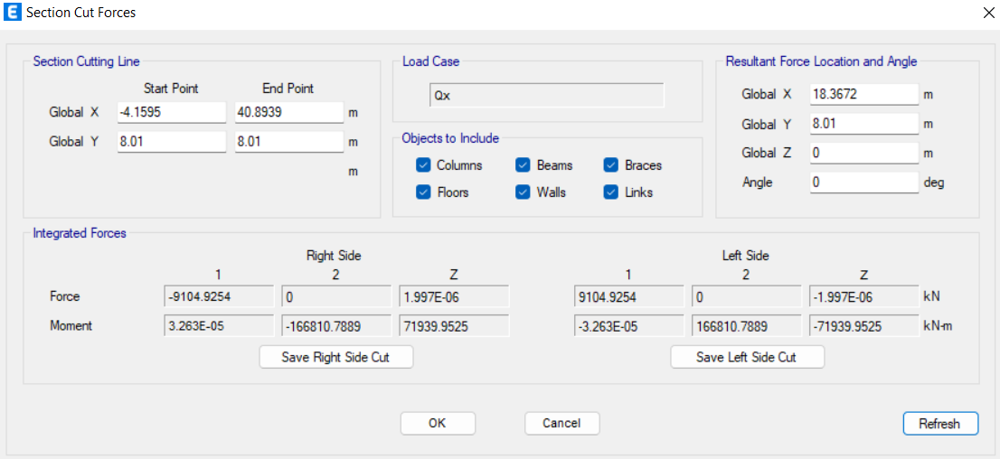 E Section Cut Forces
Section Cutting Line
Start Point End Point
Global X -4.1595 40.8939 m
Global Y 8.01 8.01 m
m
Load Case
Qx
Objects to Include
Columns Beams Braces
Floors Walls Links
Resultant Force Location and Angle
Global X 18.3672 m
Global Y 8.01 m
Global Z 0 m
Angle 0 deg
Integrated Forces
Right Side Left Side
1 2 Z 1 2 Z
Force -9104.9254 0 1.997E-06 9104.9254 0 -1.997E-06 kN
Moment 3.263E-05 -166810.7889 71939.9525 -3.263E-05 166810.7889 -71939.9525 kN-m
Save Right Side Cut Save Left Side Cut
OK Cancel Refresh